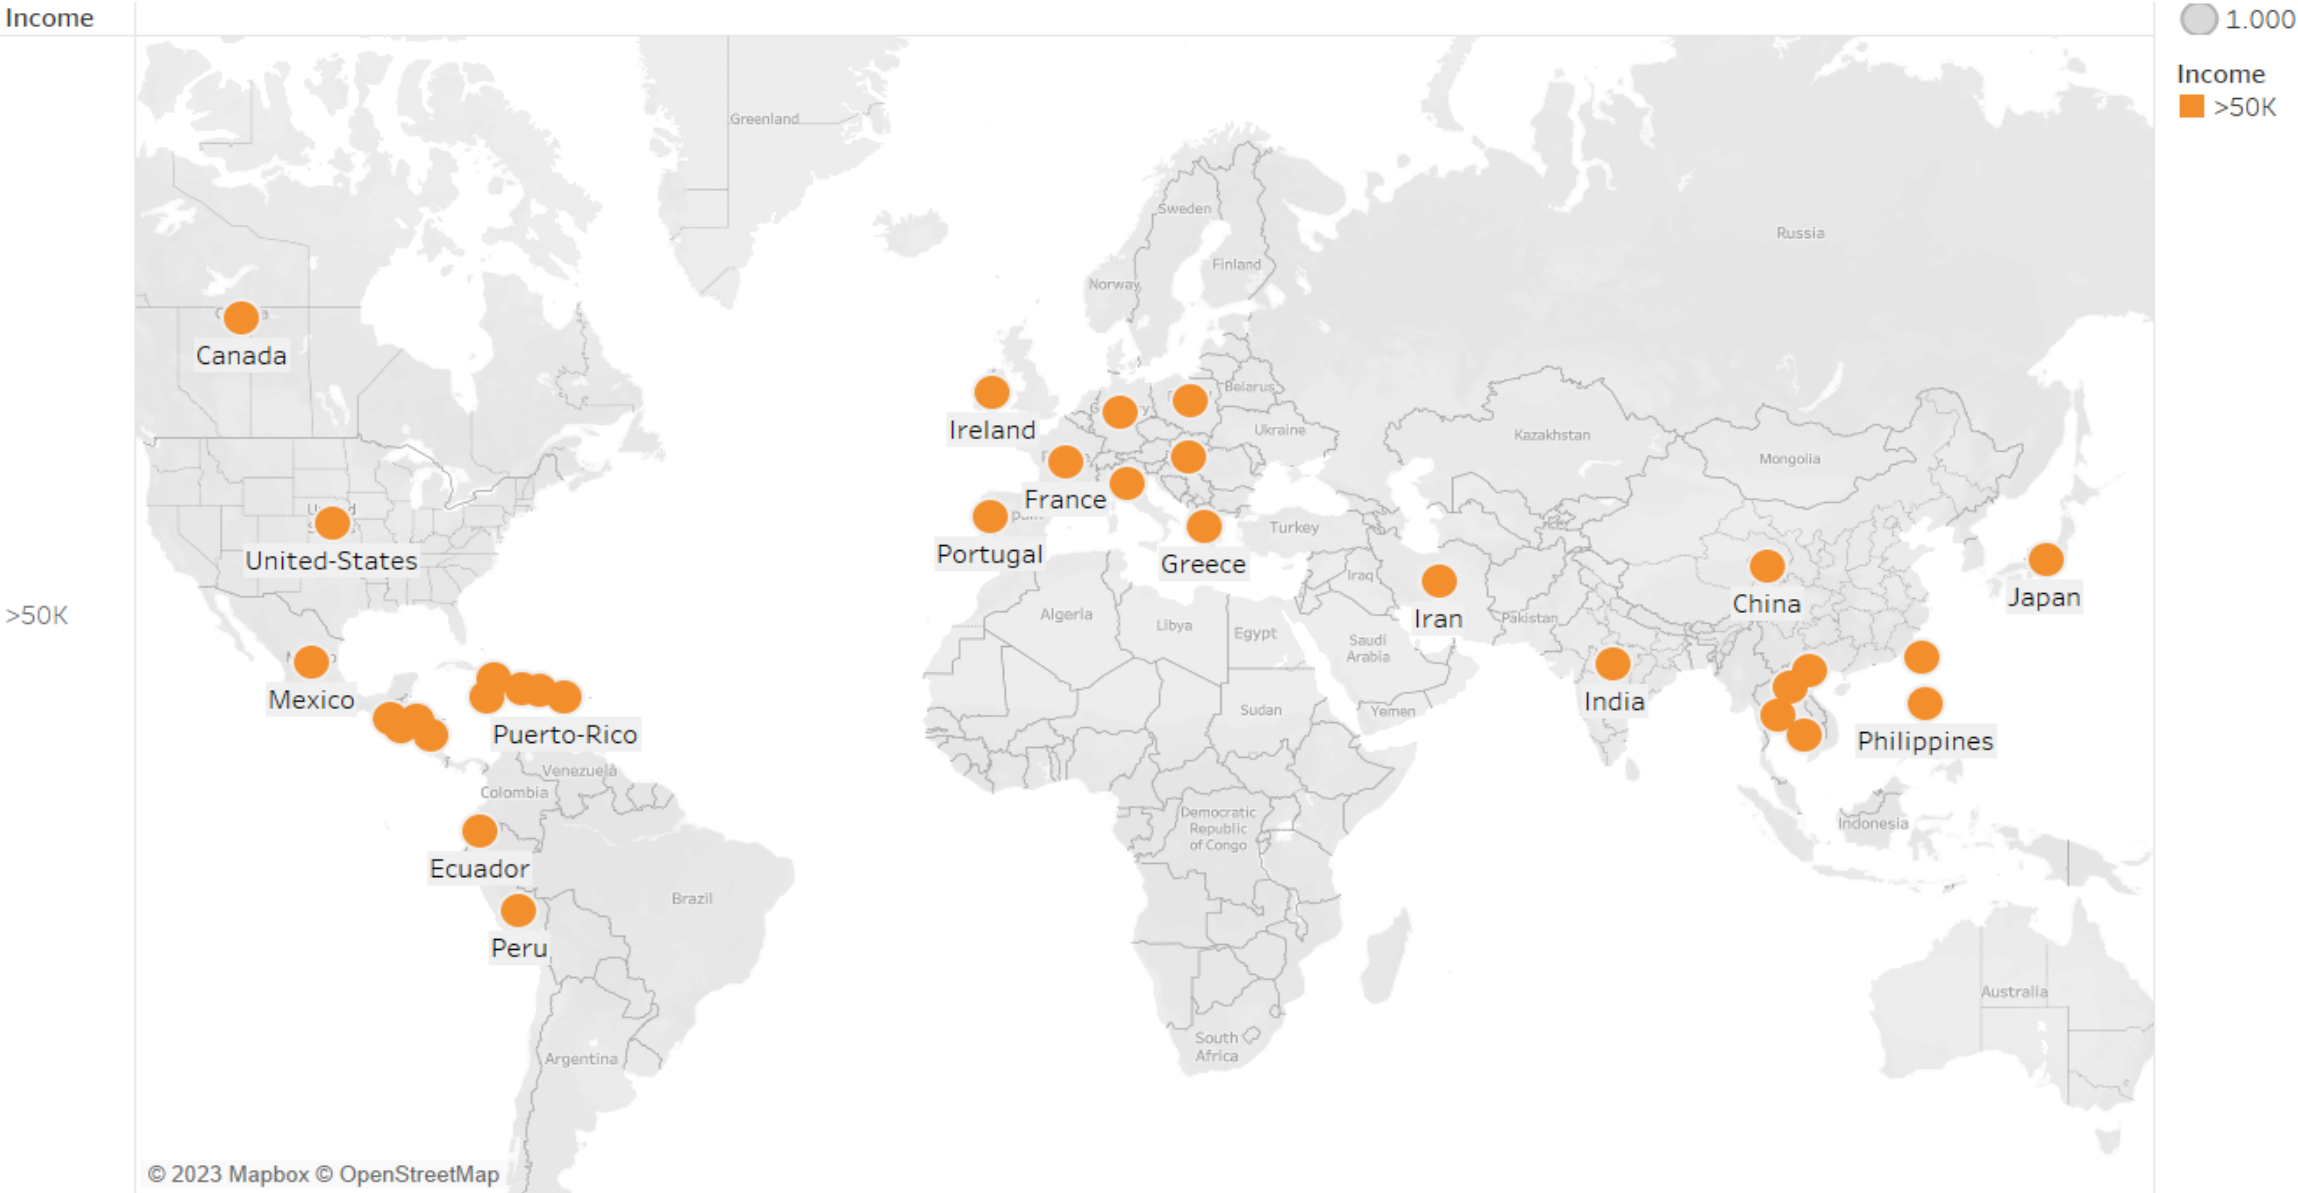 Income
1.000
Income
>50K
>50K
Greenland
Sweden
Russia
Finland
Norway
Canada
Belarus
Ireland
Ukraine
Kazakhstan
Mongolia
France
Portugal
Turkey
Greece
United-States
Iraq
Iran
China
Japan
Algeria
Libya
Egypt
Saudi
Arabia
Pakistan
Mexico
India
Puerto-Rico
Sudan
Yemen
Philippines
Venezuela
Colombia
Democratic
Republic
of Congo
Indonesia
Ecuador
Brazil
Peru
Australia
South
Africa
Argentina
© 2023 Mapbox © OpenStreetMap